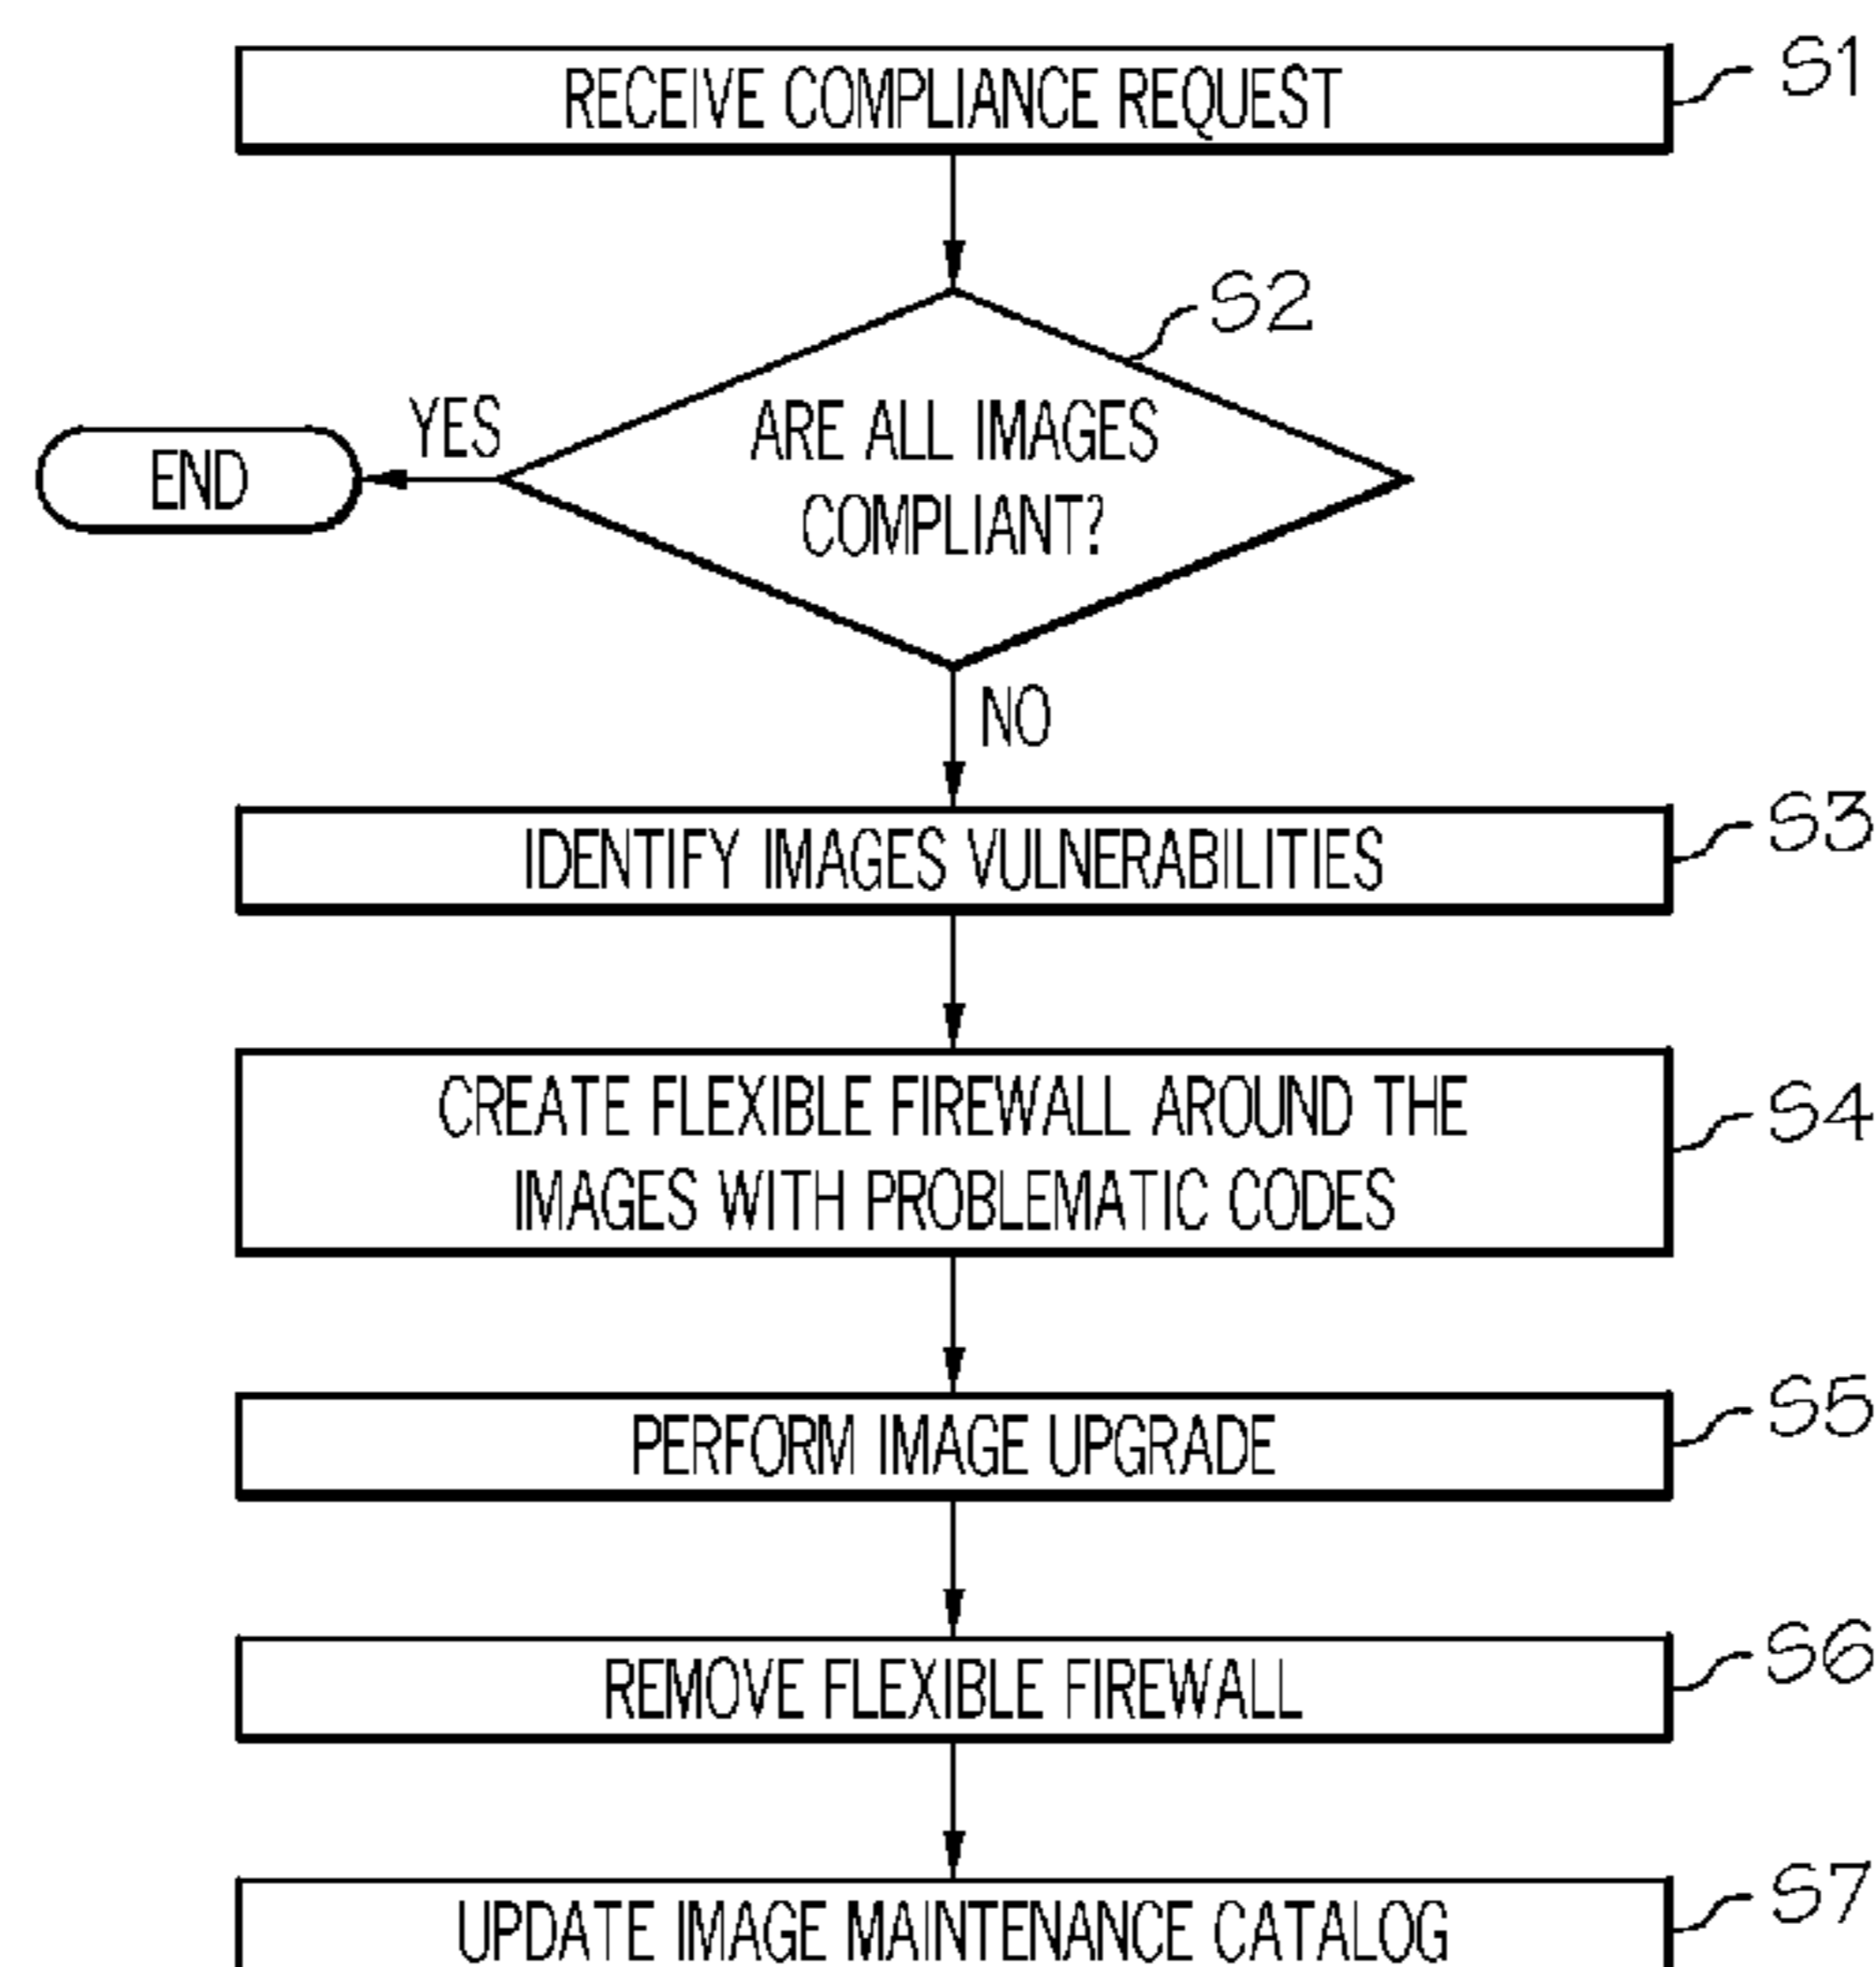 RECEIVE COMPLIANCE REQUEST
S1
S2
ARE ALL IMAGES
COMPLIANT?
YES
END
NO
IDENTIFY IMAGES VULNERABILITIES
S3
CREATE FLEXIBLE FIREWALL AROUND THE
IMAGES WITH PROBLEMATIC CODES
S4
PERFORM IMAGE UPGRADE
S5
REMOVE FLEXIBLE FIREWALL
S6
UPDATE IMAGE MAINTENANCE CATALOG
S7